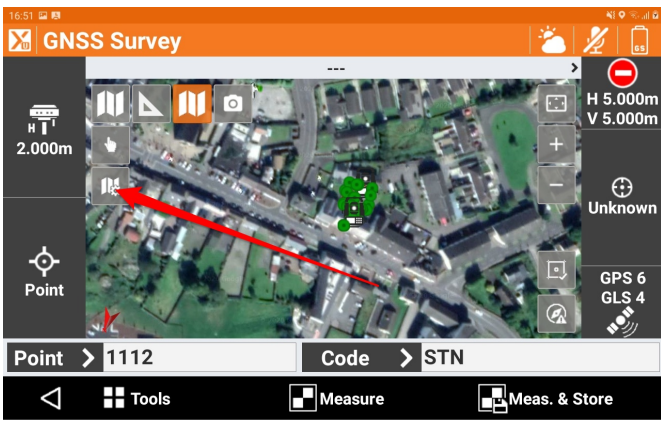 16:51
GNSS Survey
GS
---
H 5.000m
V 5.000m
H
2.000m
Unknown
Point
GPS 6
GLS 4
Point 1112
Code STN
Tools
Measure
Meas. & Store